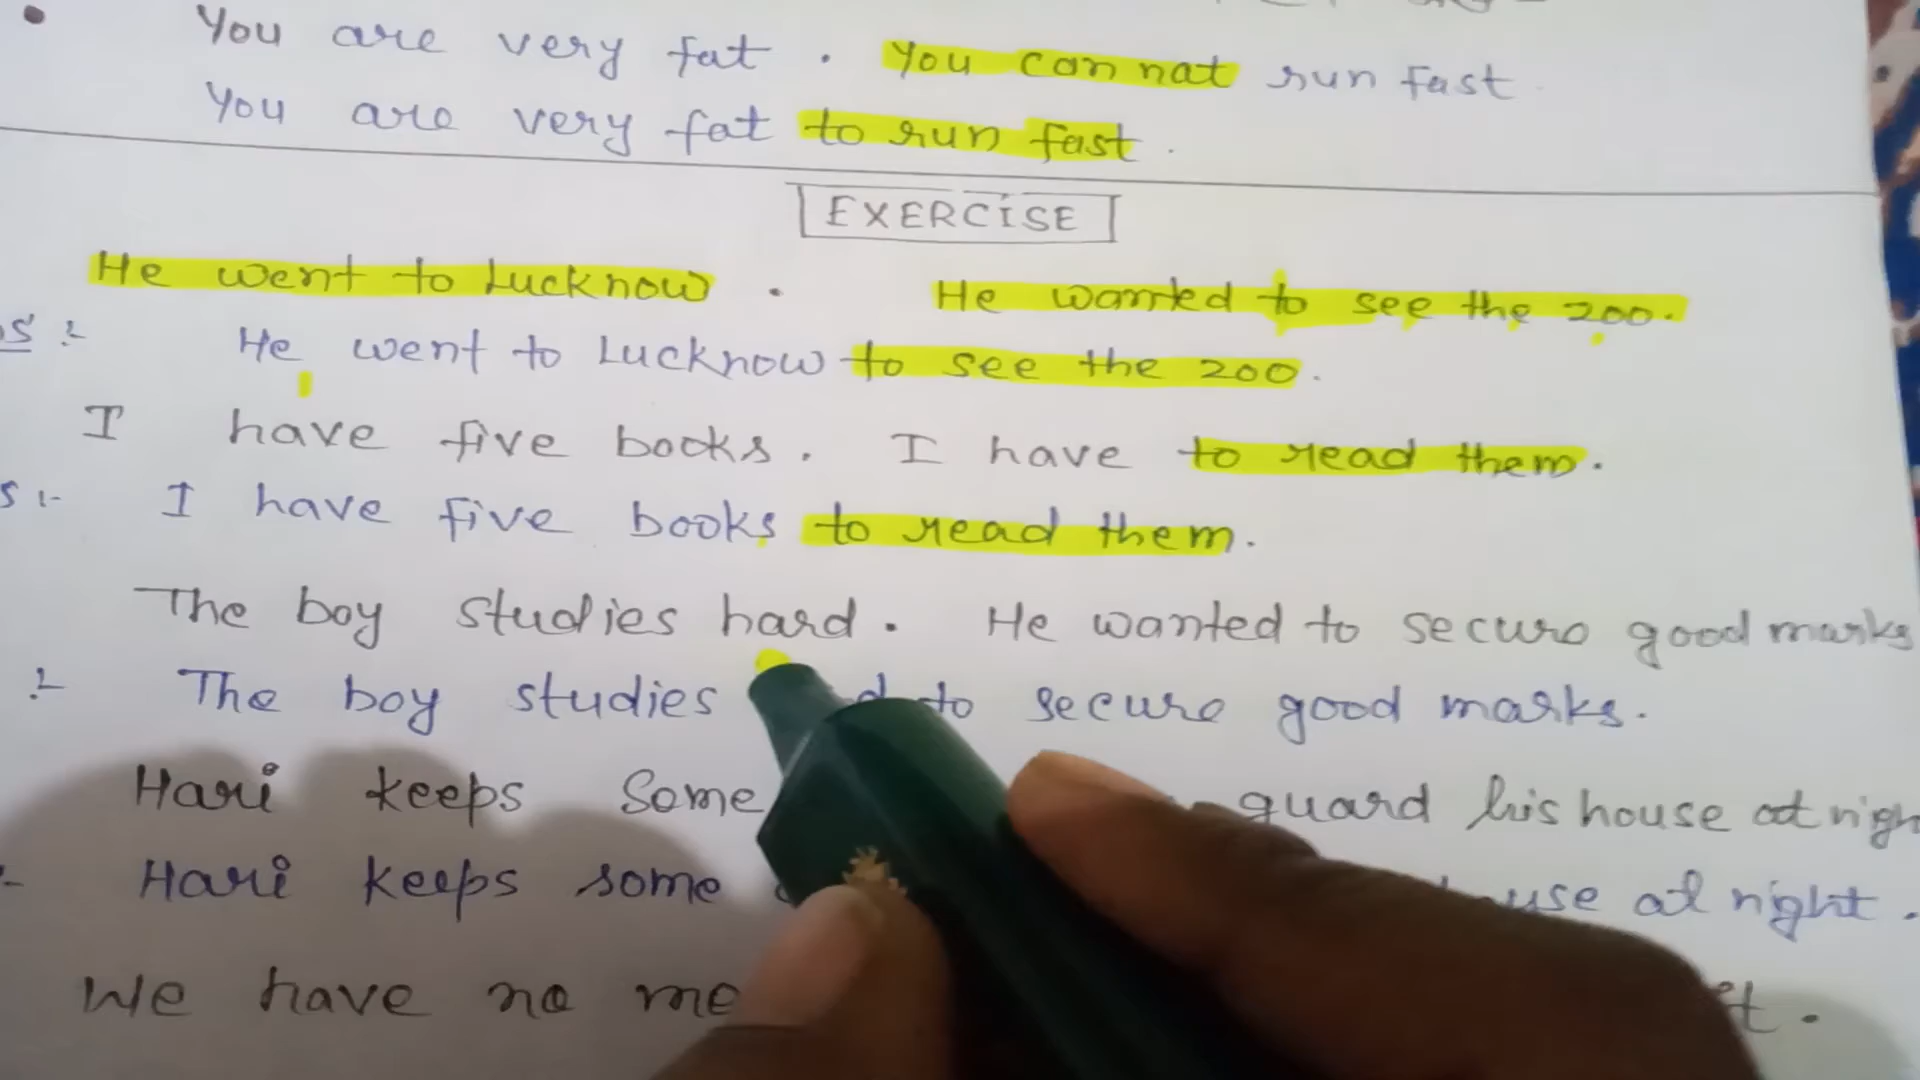 You are very fat . You can nat run fast.
You are very fat to run fast.
EXERCISE
He went to Lucknow . He wanted to see the zoo.
s :- He went to Lucknow to see the zoo.
I have five books. I have to read them.
s :- I have five books to read them.
The boy studies hard. He wanted to secure good marks
:- The boy studies to secure good marks.
Hari keeps some guard his house at nigh
- Hari keeps some at night.
We have no